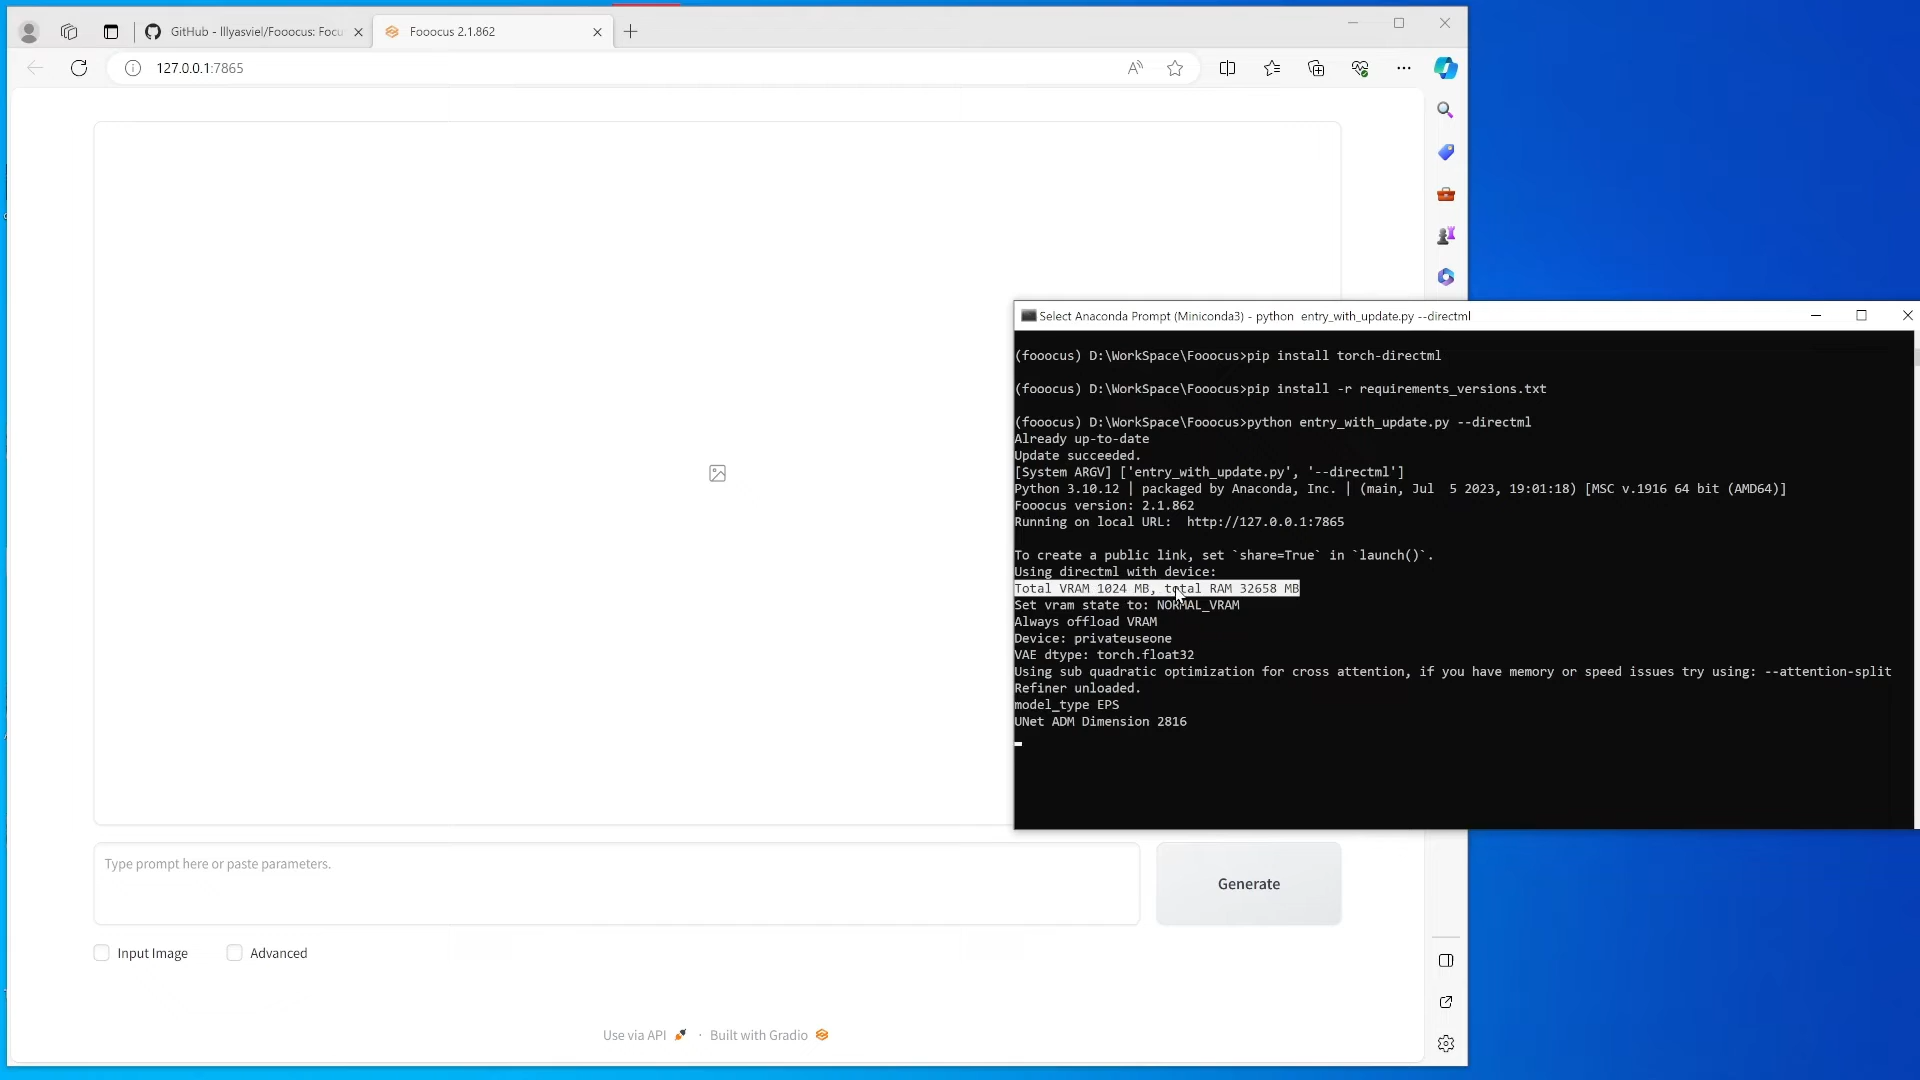 GitHub - lllyasviel/Fooocus: Focu
Fooocus 2.1.862
127.0.0.1:7865
Select Anaconda Prompt (Miniconda3) - python  entry_with_update.py --directml
(fooocus) D:\WorkSpace\Fooocus>pip install torch-directml
(fooocus) D:\WorkSpace\Fooocus>pip install -r requirements_versions.txt
(fooocus) D:\WorkSpace\Fooocus>python entry_with_update.py --directml
Already up-to-date
Update succeeded.
[System ARGV] ['entry_with_update.py', '--directml']
Python 3.10.12 | packaged by Anaconda, Inc. | (main, Jul  5 2023, 19:01:18) [MSC v.1916 64 bit (AMD64)]
Fooocus version: 2.1.862
Running on local URL:  http://127.0.0.1:7865
To create a public link, set `share=True` in `launch()`.
Using directml with device:
Total VRAM 1024 MB, total RAM 32658 MB
Set vram state to: NORMAL_VRAM
Always offload VRAM
Device: privateuseone
VAE dtype: torch.float32
Using sub quadratic optimization for cross attention, if you have memory or speed issues try using: --attention-split
Refiner unloaded.
model_type EPS
UNet ADM Dimension 2816
Type prompt here or paste parameters.
Generate
Input Image
Advanced
Use via API · Built with Gradio